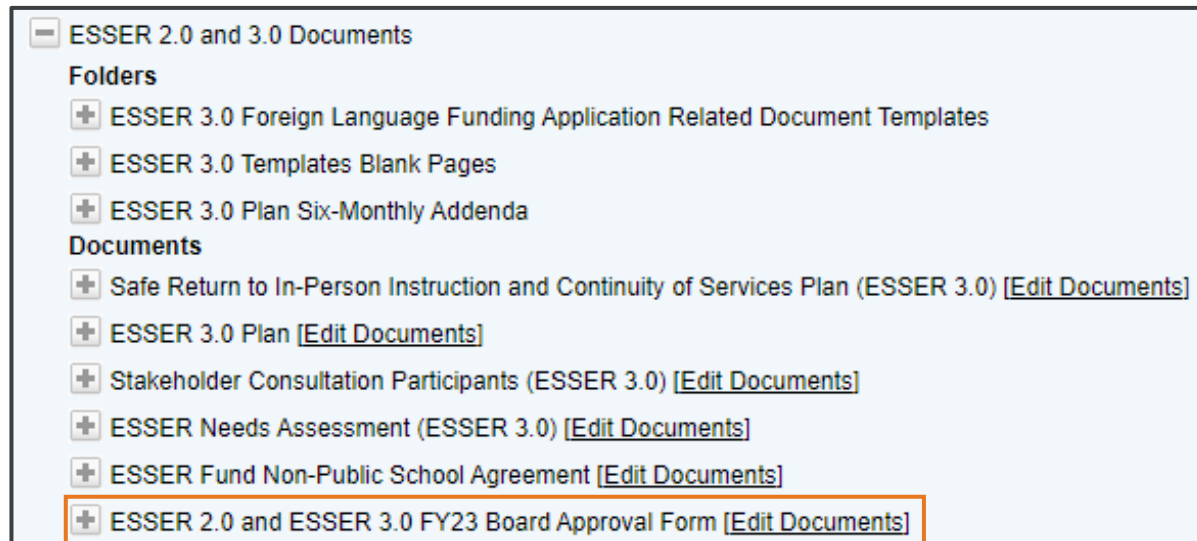 ESSER 2.0 and 3.0 Documents
Folders
ESSER 3.0 Foreign Language Funding Application Related Document Templates
ESSER 3.0 Templates Blank Pages
ESSER 3.0 Plan Six-Monthly Addenda
Documents
Safe Return to In-Person Instruction and Continuity of Services Plan (ESSER 3.0) [Edit Documents]
ESSER 3.0 Plan [Edit Documents]
Stakeholder Consultation Participants (ESSER 3.0) [Edit Documents]
ESSER Needs Assessment (ESSER 3.0) [Edit Documents]
ESSER Fund Non-Public School Agreement [Edit Documents]
ESSER 2.0 and ESSER 3.0 FY23 Board Approval Form [Edit Documents]